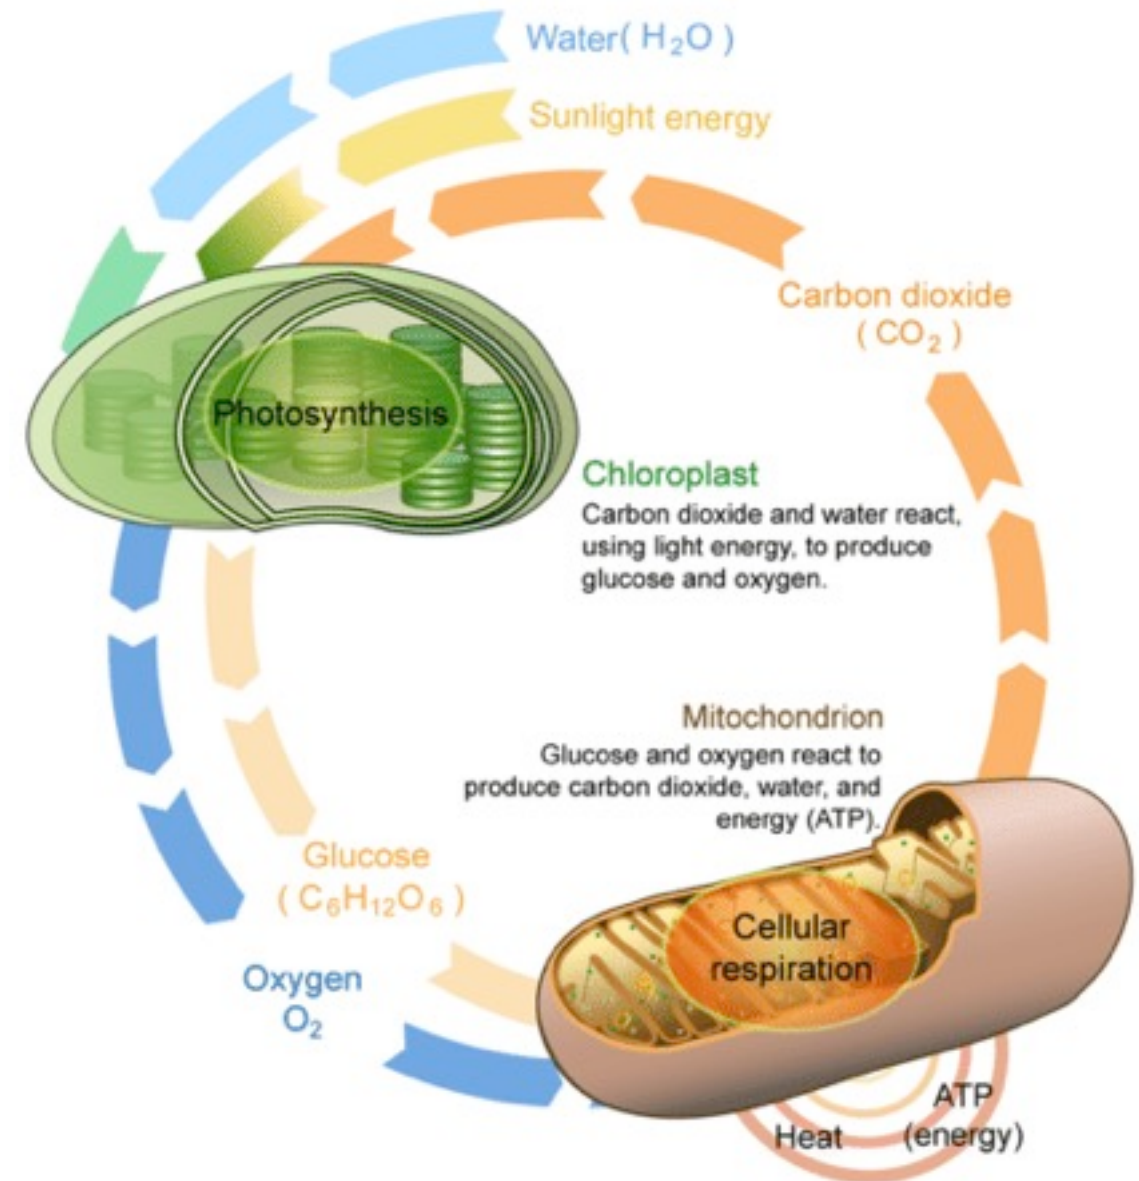 Water( H₂O )
Sunlight energy
Carbon dioxide
( CO₂ )
Photosynthesis
Chloroplast
Carbon dioxide and water react,
using light energy, to produce
glucose and oxygen.
Mitochondrion
Glucose and oxygen react to
produce carbon dioxide, water, and
energy (ATP).
Glucose
( C₆H₁₂O₆ )
Oxygen
O₂
Cellular
respiration
Heat
ATP
(energy)